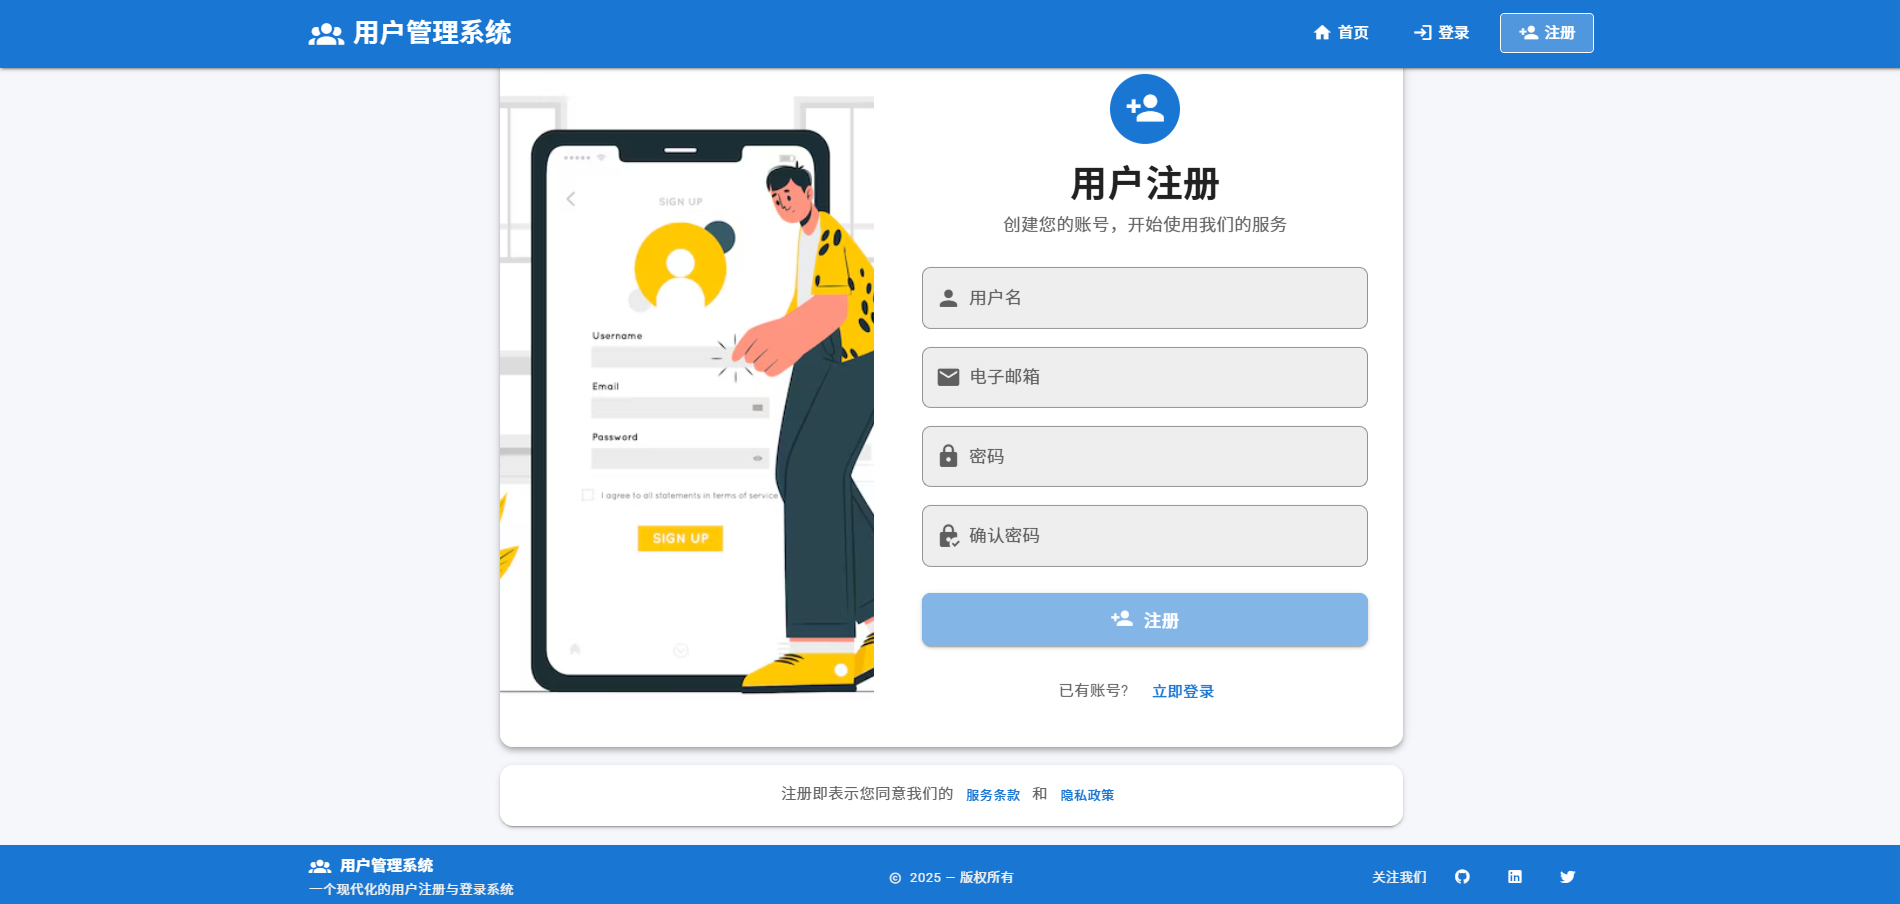 用户管理系统
首页
登录
注册
SIGN UP
Username
Email
Password
I agree to all statements in terms of service
SIGN UP
用户注册
创建您的账号，开始使用我们的服务
用户名
电子邮箱
密码
确认密码
注册
已有账号?
立即登录
注册即表示您同意我们的 服务条款 和 隐私政策
用户管理系统
一个现代化的用户注册与登录系统
© 2025 — 版权所有
关注我们